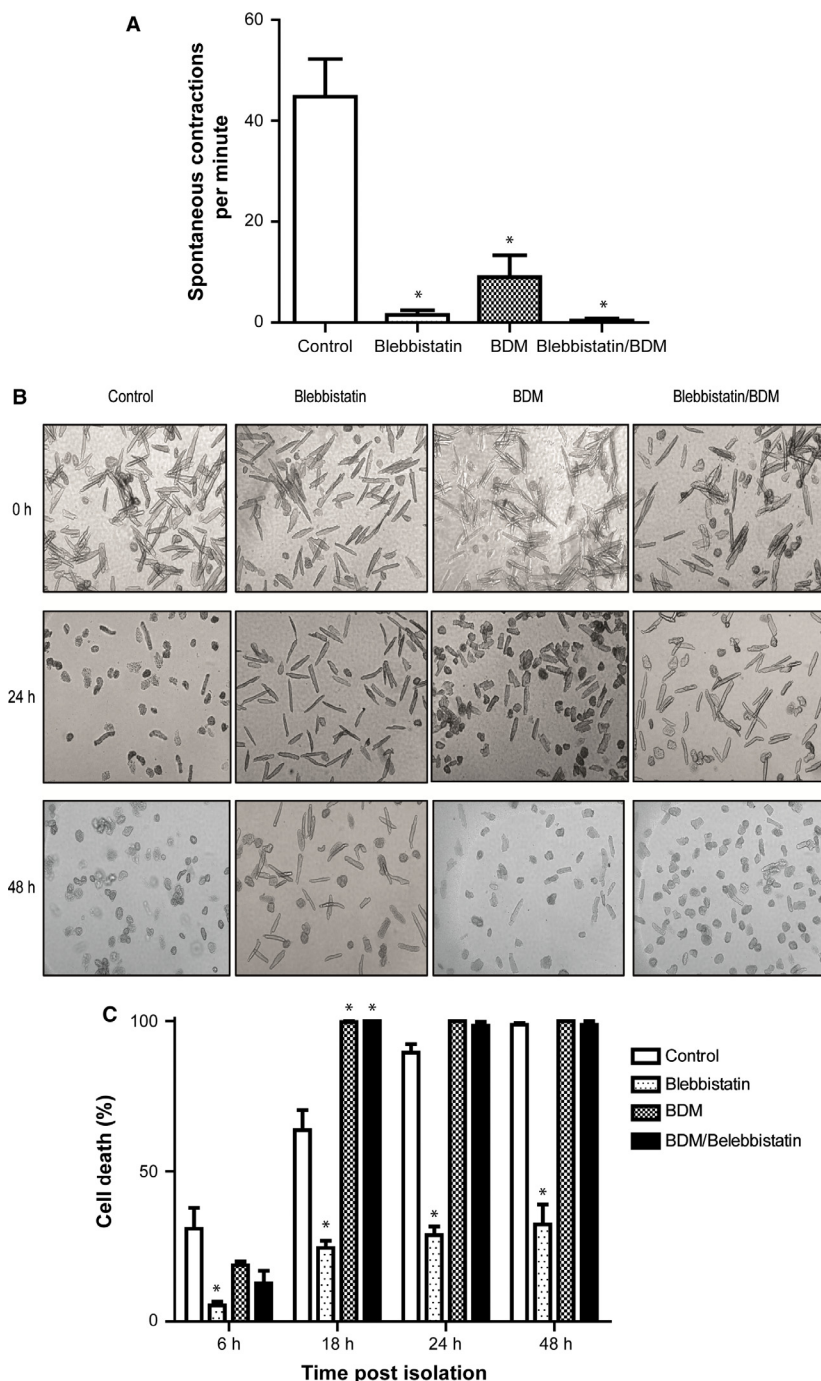 A
Spontaneous contractions
per minute
60
40
20
0
*
*
*
Control Blebbistatin BDM Blebbistatin/BDM
B
Control Blebbistatin BDM Blebbistatin/BDM
0 h
24 h
48 h
C
Cell death (%)
100
50
0
* *
*
*
*
*
6 h 18 h 24 h 48 h
Time post isolation
Control
Blebbistatin
BDM
BDM/Belebbistatin